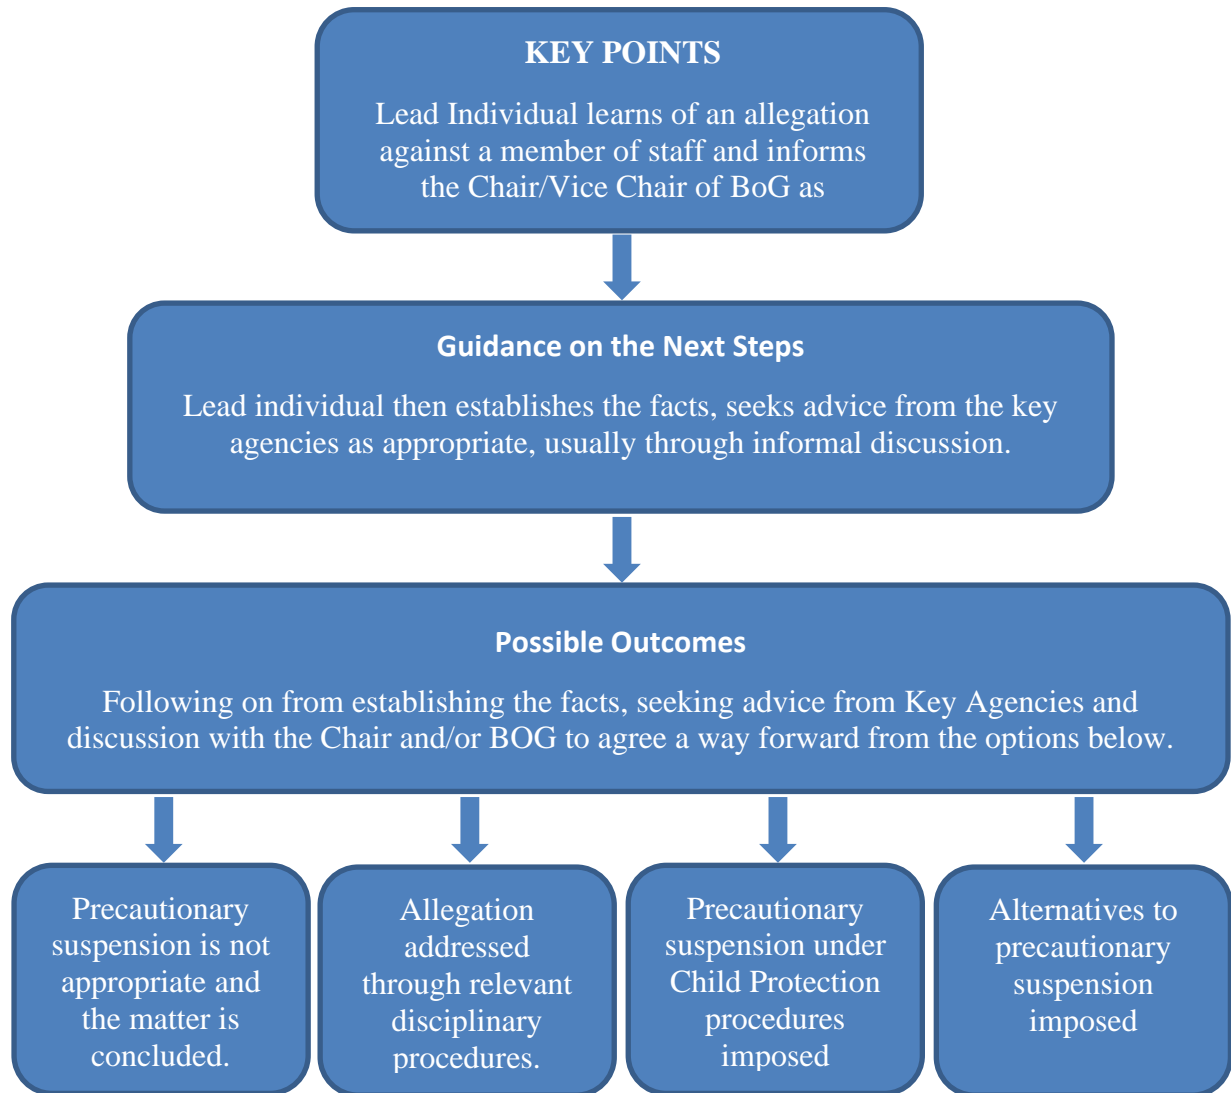 KEY POINTS
Lead Individual learns of an allegation
against a member of staff and informs
the Chair/Vice Chair of BoG as
Guidance on the Next Steps
Lead individual then establishes the facts, seeks advice from the key
agencies as appropriate, usually through informal discussion.
Possible Outcomes
Following on from establishing the facts, seeking advice from Key Agencies and
discussion with the Chair and/or BOG to agree a way forward from the options below.
Precautionary
suspension is not
appropriate and
the matter is
concluded.
Allegation
addressed
through relevant
disciplinary
procedures.
Precautionary
suspension under
Child Protection
procedures
imposed
Alternatives to
precautionary
suspension
imposed